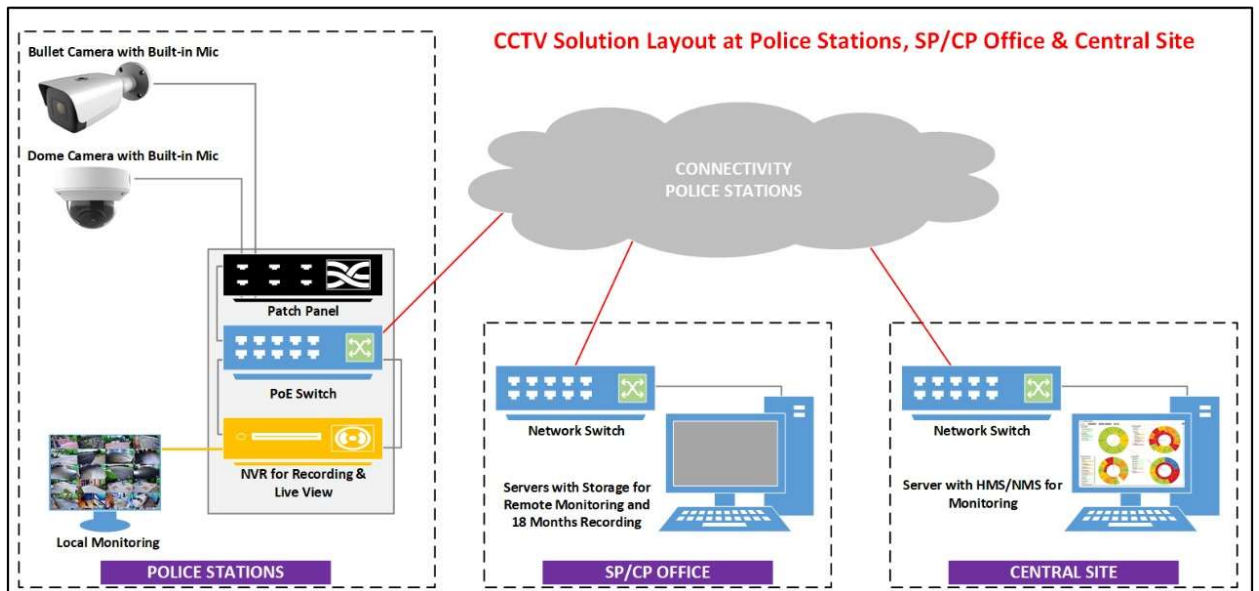 CCTV Solution Layout at Police Stations, SP/CP Office & Central Site
Bullet Camera with Built-in Mic
Dome Camera with Built-in Mic
Patch Panel
PoE Switch
NVR for Recording &
Live View
Local Monitoring
POLICE STATIONS
CONNECTIVITY
POLICE STATIONS
Network Switch
Servers with Storage for
Remote Monitoring and
18 Months Recording
SP/CP OFFICE
Network Switch
Server with HMS/NMS for
Monitoring
CENTRAL SITE